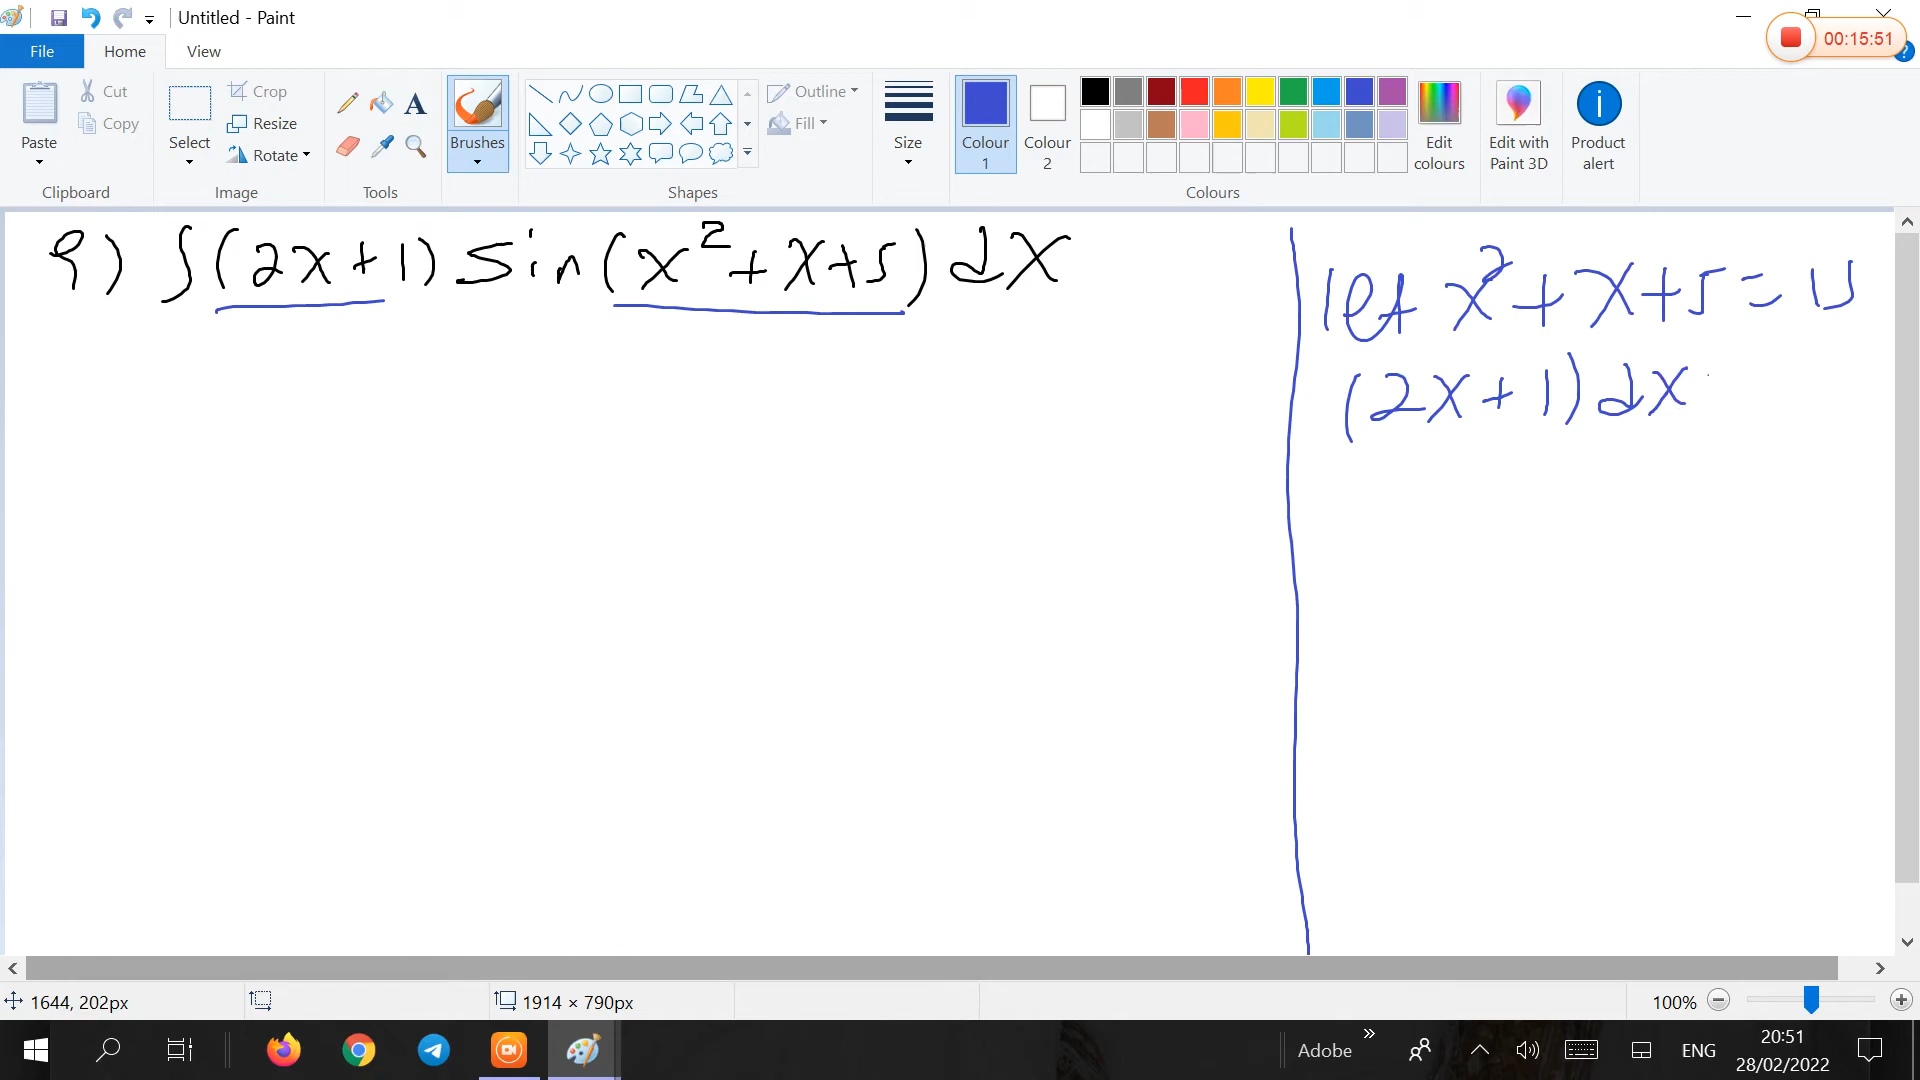 Untitled - Paint
00:15:51
File Home View
Cut
Copy
Paste
Clipboard
Crop
Resize
Rotate
Select
Image
Tools
Brushes
Outline
Fill
Shapes
Size
Colour 1
Colour 2
Edit colours
Colours
Edit with Paint 3D
Product alert
9) ∫(2x+1) Sin(x²+x+5) dx
let x²+x+5=u
(2x+1)dx
1644, 202px
1914 × 790px
100%
Adobe
ENG
20:51
28/02/2022